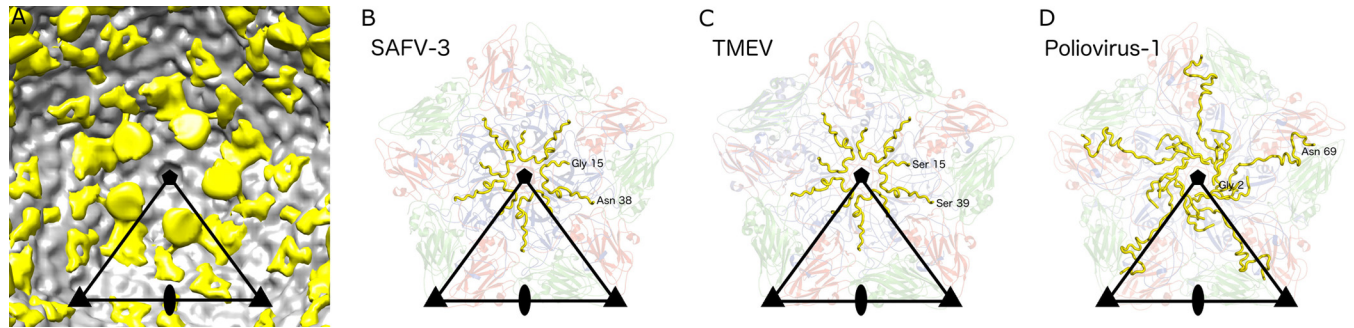 A
B
SAFV-3
Gly 15
Asn 38
C
TMEV
Ser 15
Ser 39
D
Poliovirus-1
Asn 69
Gly 2